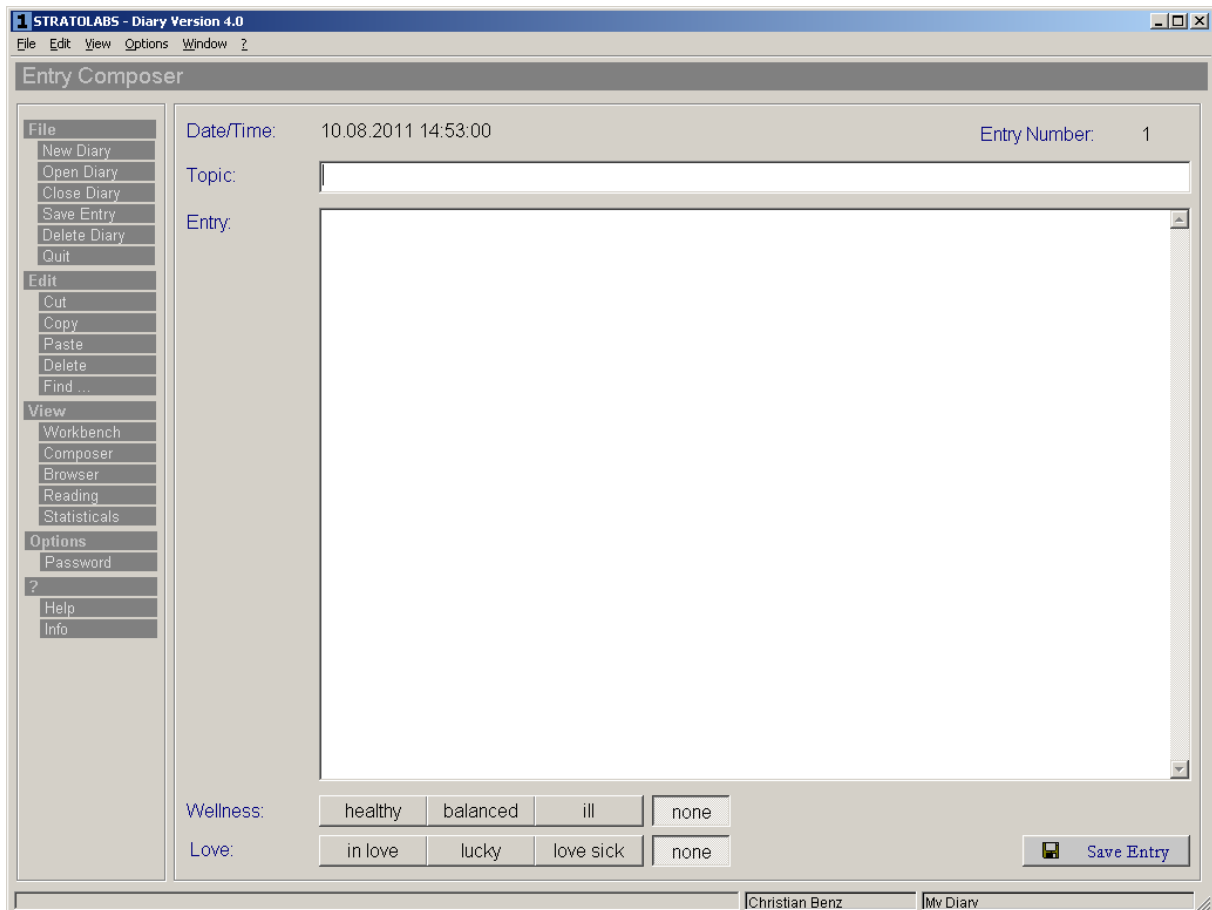 1 STRATOLABS - Diary Version 4.0
File Edit View Options Window ?
Entry Composer
File
New Diary
Open Diary
Close Diary
Save Entry
Delete Diary
Quit
Edit
Cut
Copy
Paste
Delete
Find ...
View
Workbench
Composer
Browser
Reading
Statisticals
Options
Password
?
Help
Info
Date/Time: 10.08.2011 14:53:00 Entry Number: 1
Topic:
Entry:
Wellness: healthy balanced ill none
Love: in love lucky love sick none
Save Entry
Christian Benz My Diary